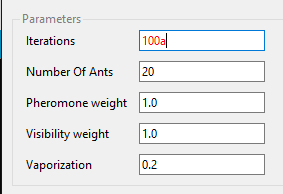 Parameters
Iterations 100a
Number Of Ants 20
Pheromone weight 1.0
Visibility weight 1.0
Vaporization 0.2